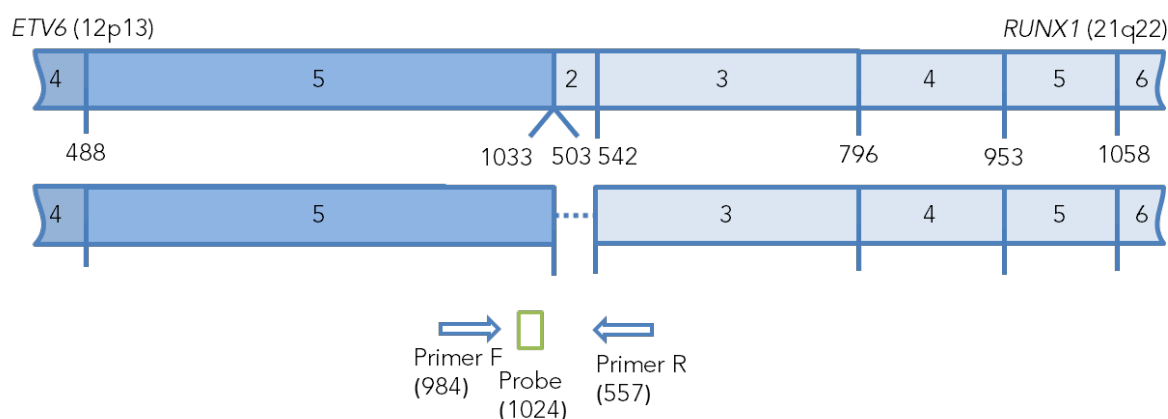 ETV6 (12p13) RUNX1 (21q22)
4 5 2 3 4 5 6
488 1033 503 542 796 953 1058
4 5 3 4 5 6
Primer F
(984)
Probe
(1024)
Primer R
(557)